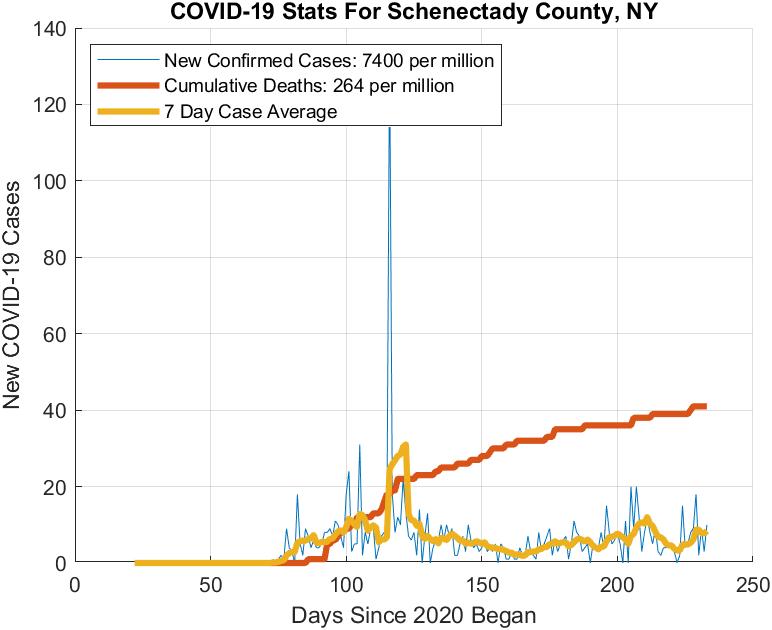 COVID-19 Stats For Schenectady County, NY
140
New Confirmed Cases: 7400 per million
Cumulative Deaths: 264 per million
7 Day Case Average
120
100
80
60
40
20
0
New COVID-19 Cases
0 50 100 150 200 250
Days Since 2020 Began